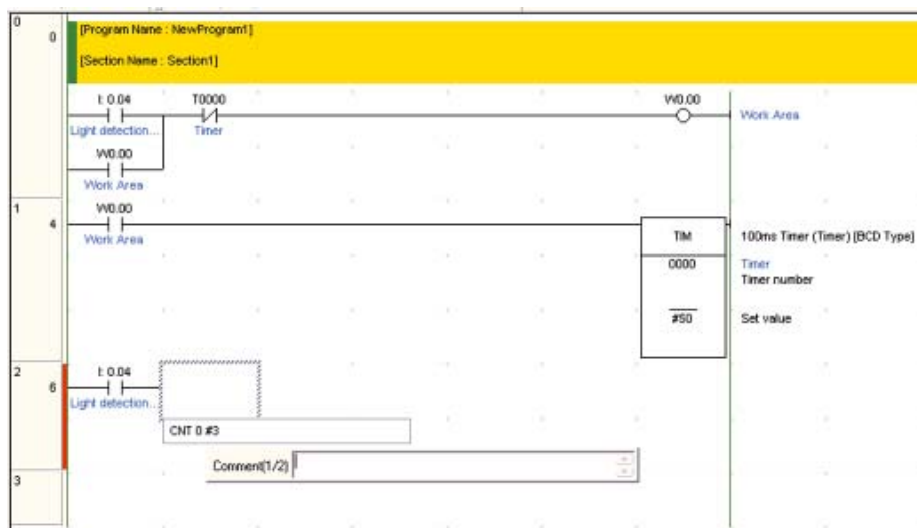 0
0
[Program Name : NewProgram1]
[Section Name : Section1]
I: 0.04
T0000
W0.00
Work Area
Light detection...
Timer
W0.00
Work Area
1
4
W0.00
Work Area
TIM
100ms Timer (Timer) [BCD Type]
0000
Timer
Timer number
#50
Set value
2
6
I: 0.04
Light detection...
CNT 0 #3
Comment(1/2)
3